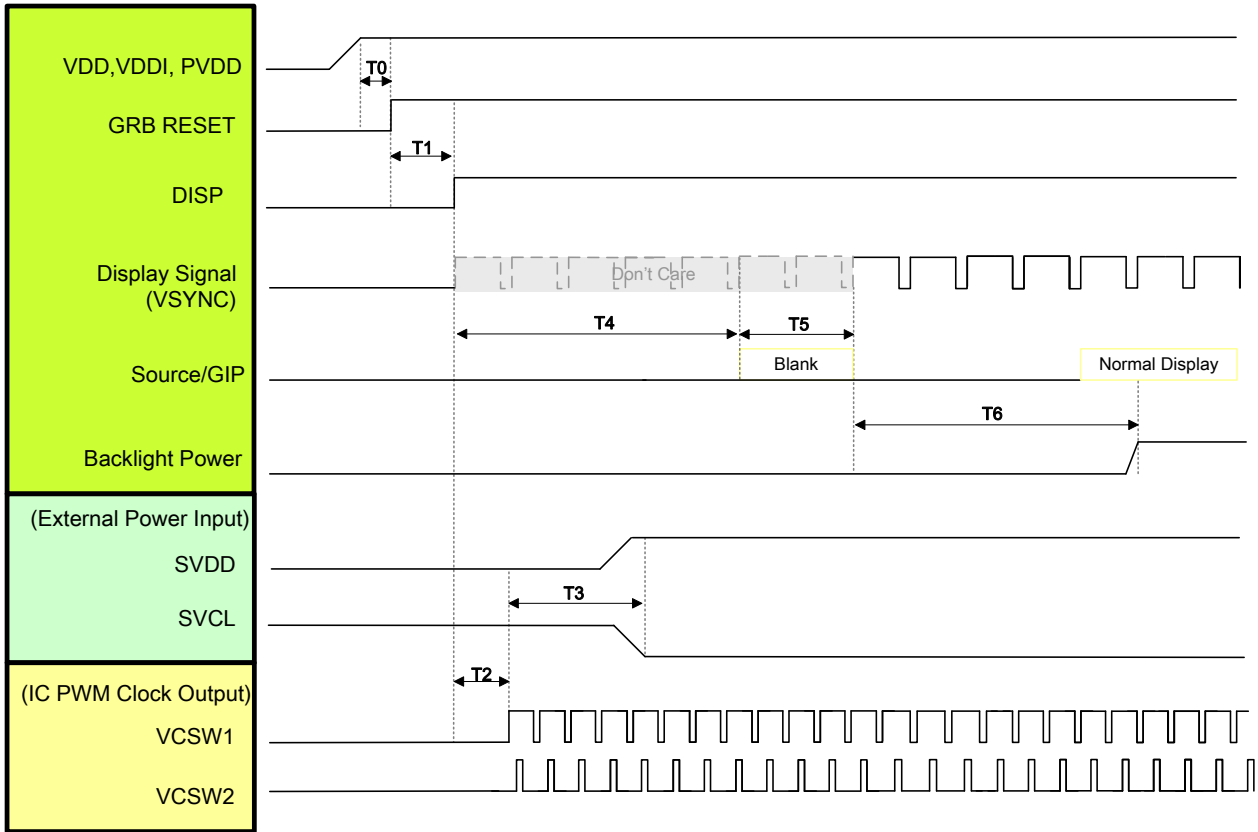 VDD,VDDI, PVDD
T0
GRB RESET
T1
DISP
Display Signal
(VSYNC)
Don't Care
T4
T5
Source/GIP
Blank
Normal Display
T6
Backlight Power
(External Power Input)
SVDD
T3
SVCL
T2
(IC PWM Clock Output)
VCSW1
VCSW2